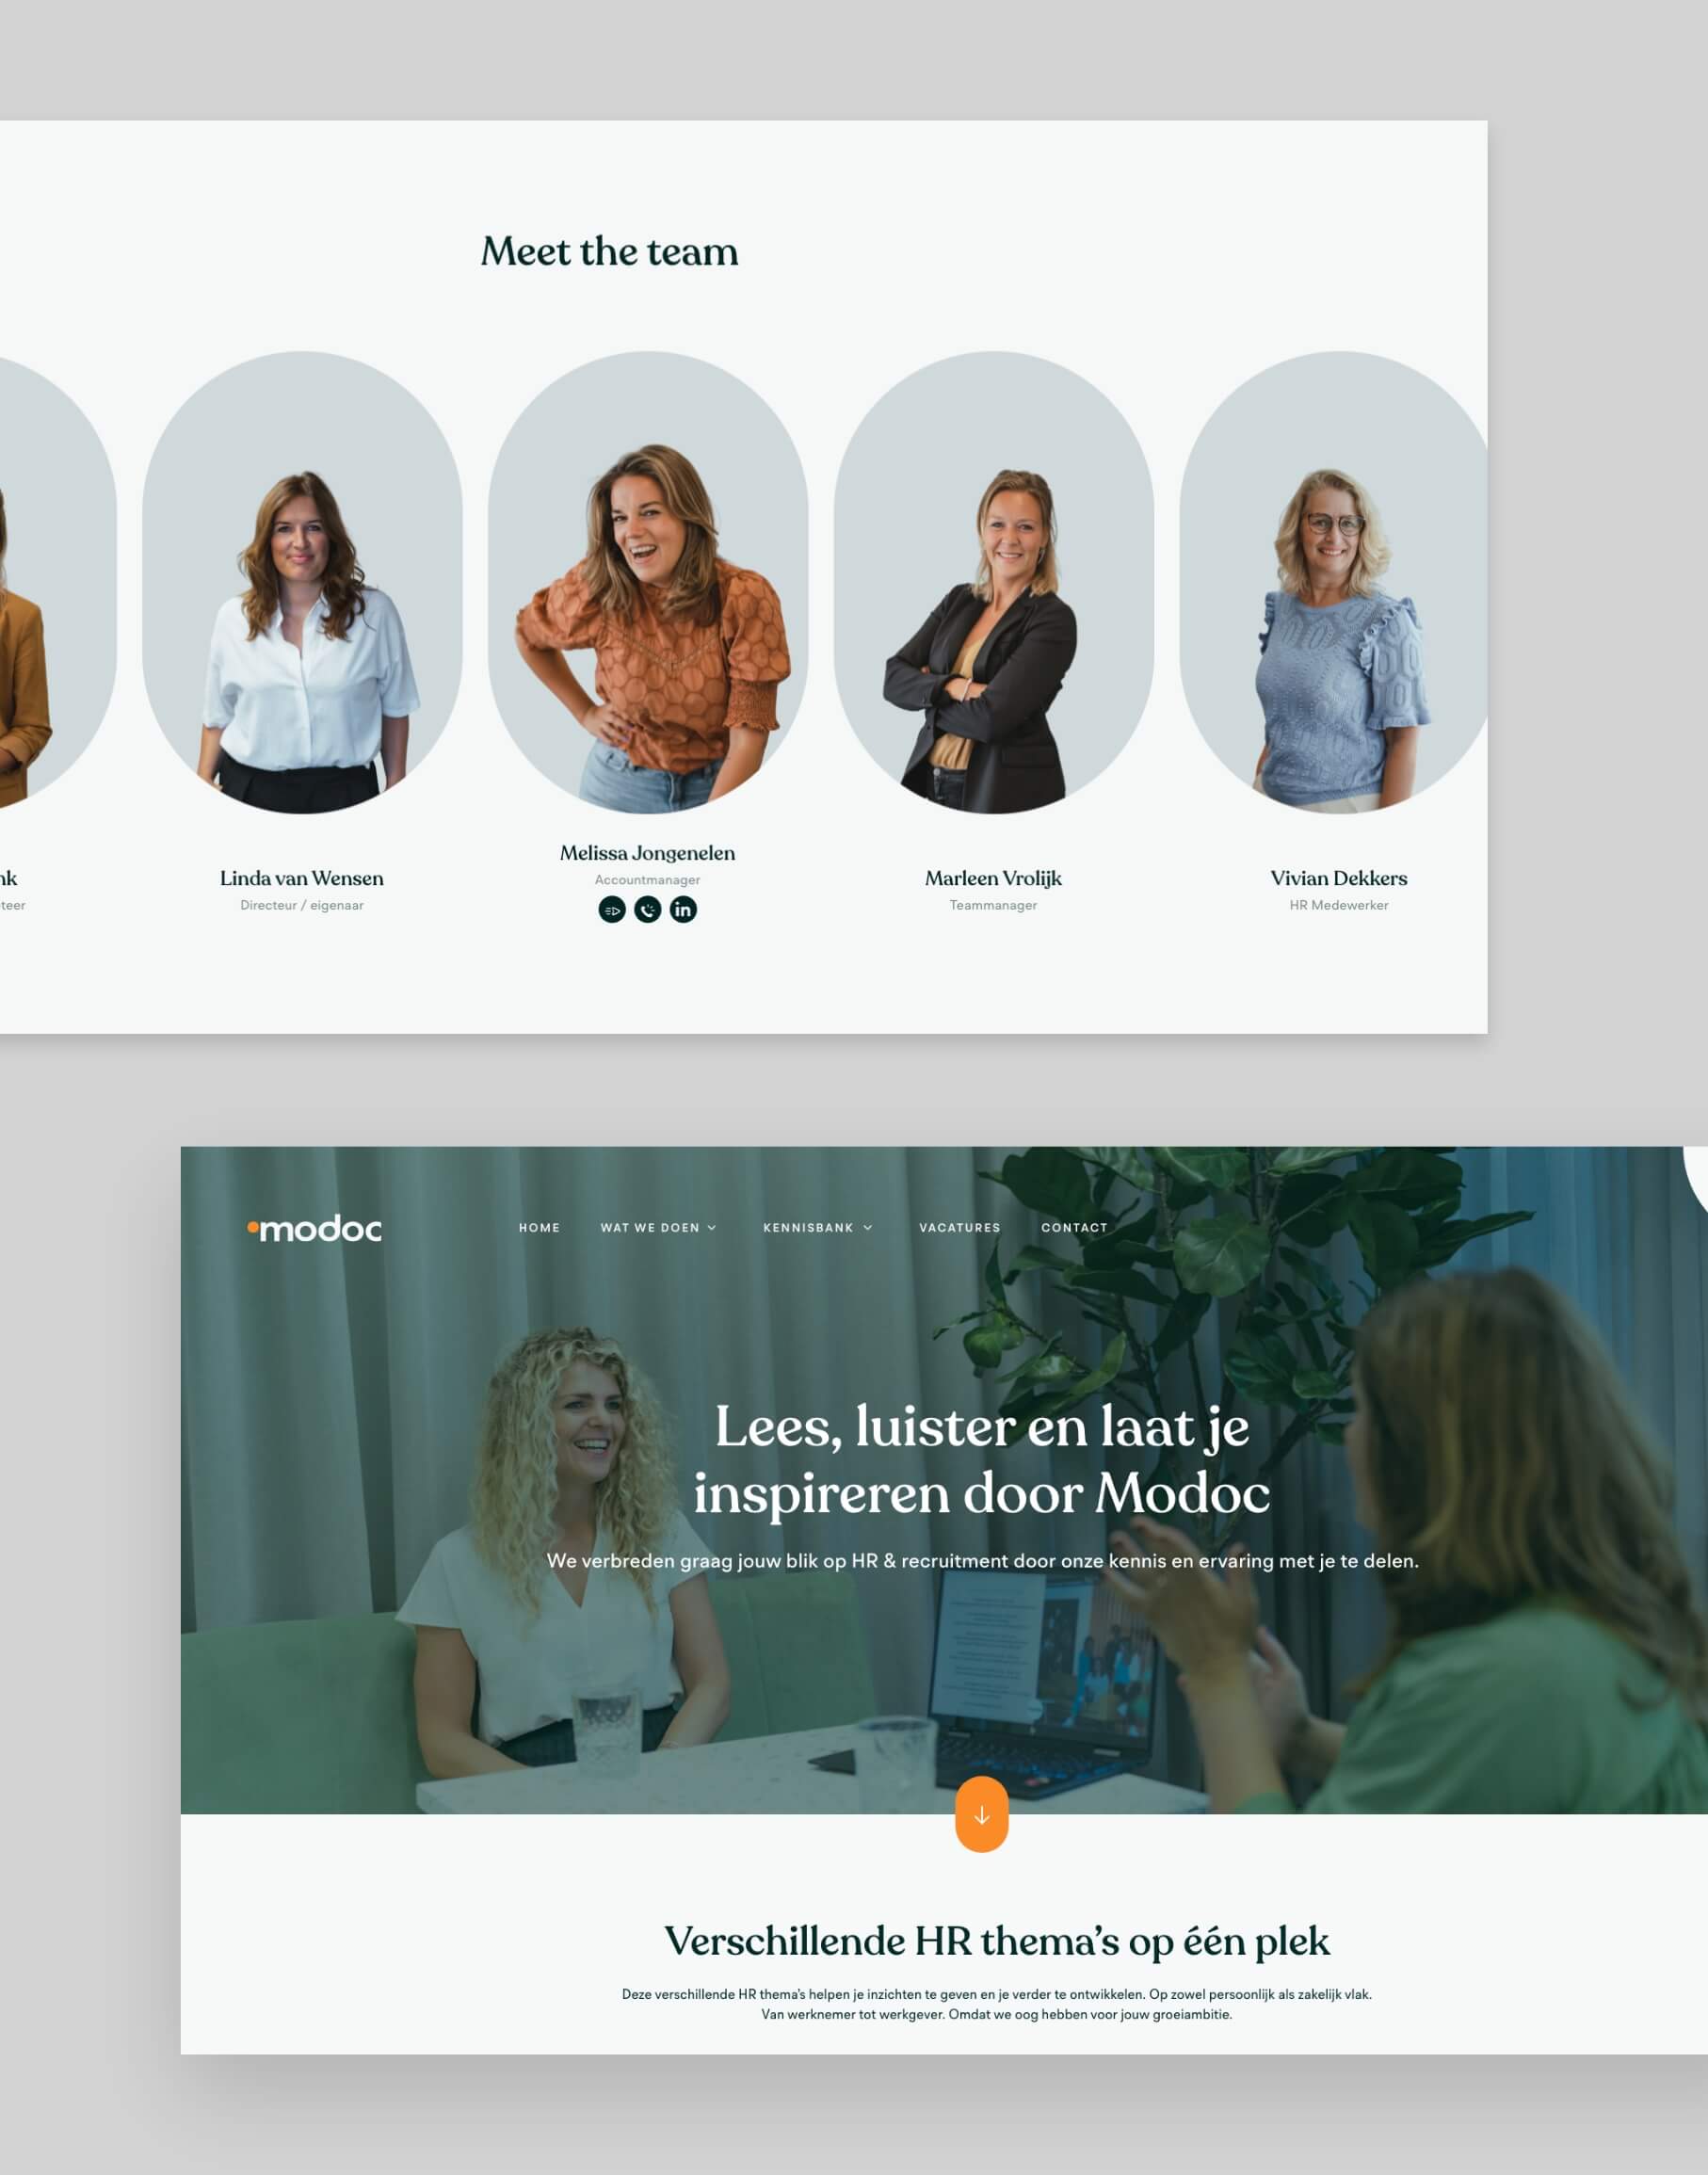 Meet the team
nk
teer
Linda van Wensen
Directeur / eigenaar
Melissa Jongenelen
Accountmanager
in
Marleen Vrolijk
Teammanager
Vivian Dekkers
HR Medewerker
modoc
HOME WAT WE DOEN KENNISBANK VACATURES CONTACT
Lees, luister en laat je
inspireren door Modoc
We verbreden graag jouw blik op HR & recruitment door onze kennis en ervaring met je te delen.
Verschillende HR thema’s op één plek
Deze verschillende HR thema’s helpen je inzichten te geven en je verder te ontwikkelen. Op zowel persoonlijk als zakelijk vlak.
Van werknemer tot werkgever. Omdat we oog hebben voor jouw groeiambitie.